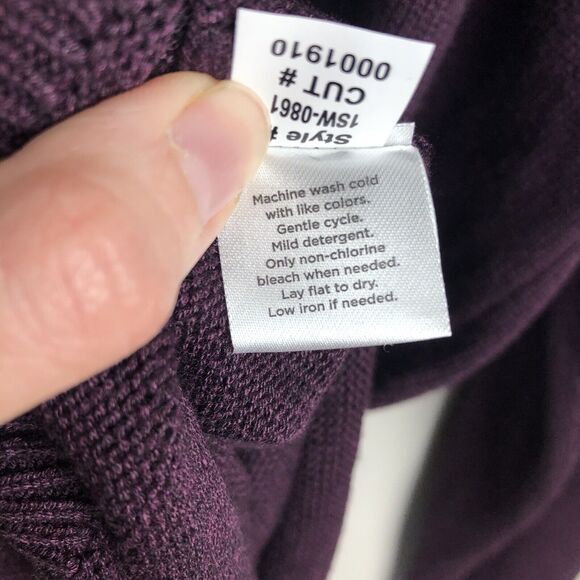 Style #
1SW-0861
CUT #
0001910
Machine wash cold
with like colors.
Gentle cycle.
Mild detergent.
Only non-chlorine
bleach when needed.
Lay flat to dry.
Low iron if needed.